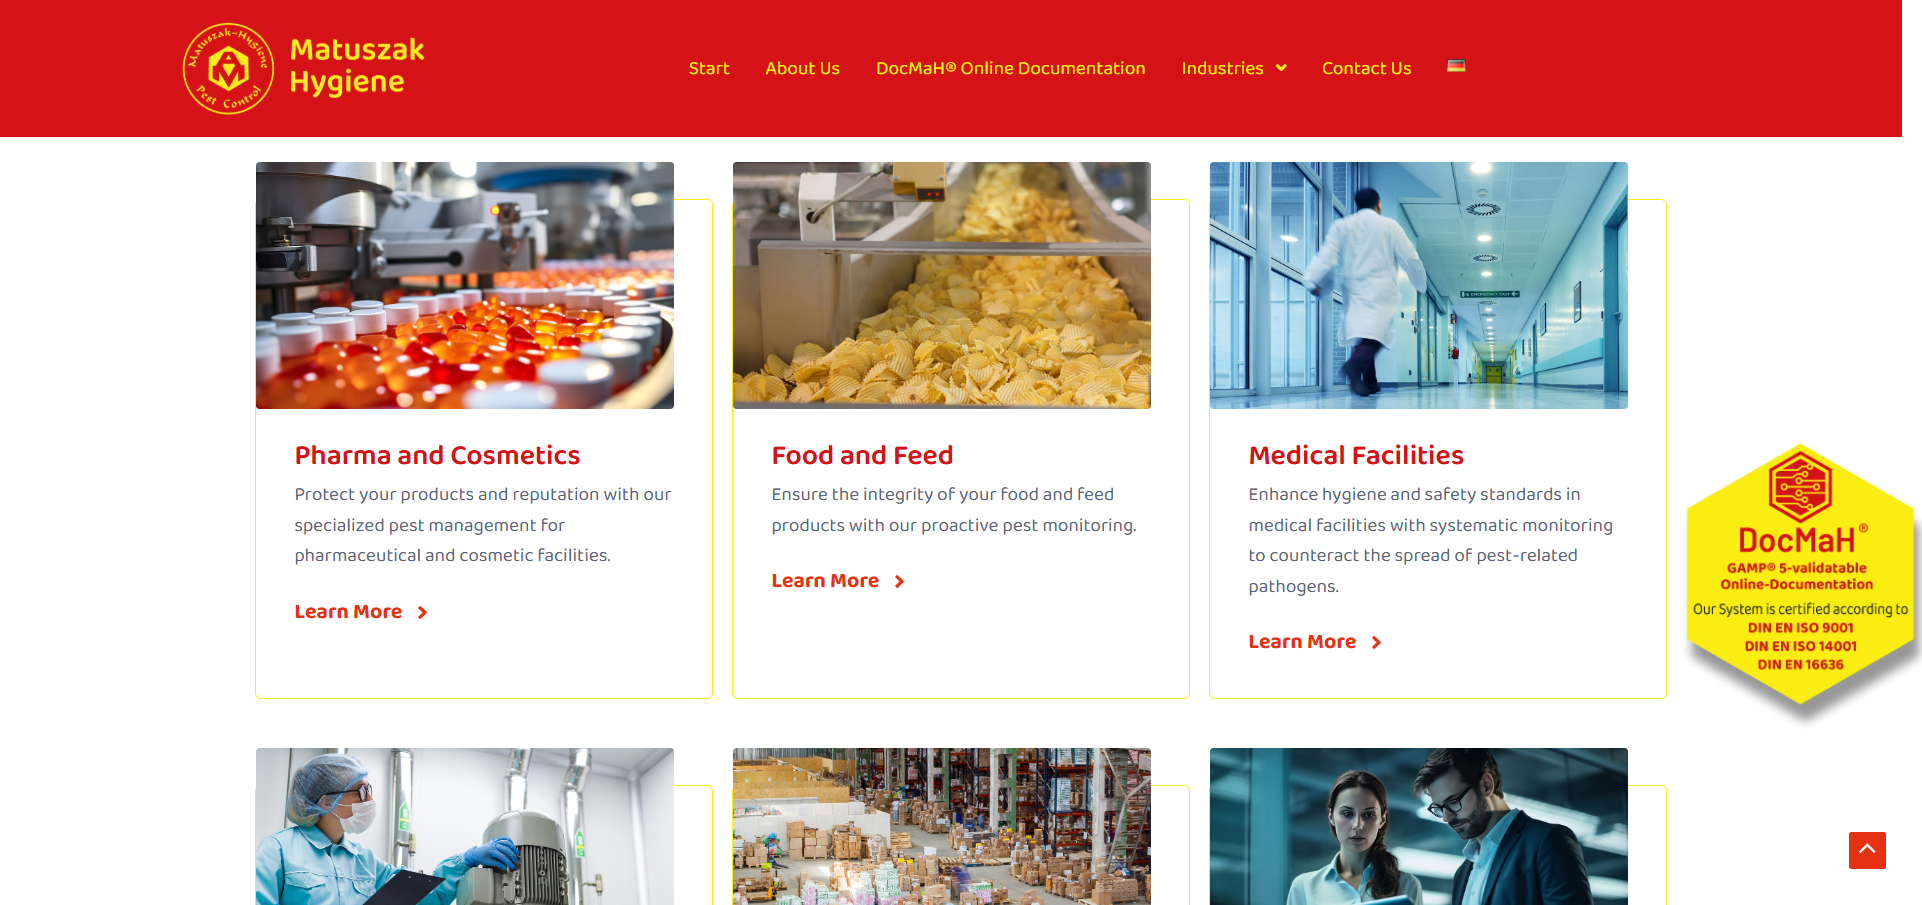 Matuszak-Hygiene
Pest Control
Matuszak
Hygiene
Start
About Us
DocMaH® Online Documentation
Industries
Contact Us
EMERGENCY EXIT
Pharma and Cosmetics
Protect your products and reputation with our
specialized pest management for
pharmaceutical and cosmetic facilities.
Learn More
Food and Feed
Ensure the integrity of your food and feed
products with our proactive pest monitoring.
Learn More
Medical Facilities
Enhance hygiene and safety standards in
medical facilities with systematic monitoring
to counteract the spread of pest-related
pathogens.
Learn More
DocMaH®
GAMP® 5-validatable
Online-Documentation
Our System is certified according to
DIN EN ISO 9001
DIN EN ISO 14001
DIN EN 16636